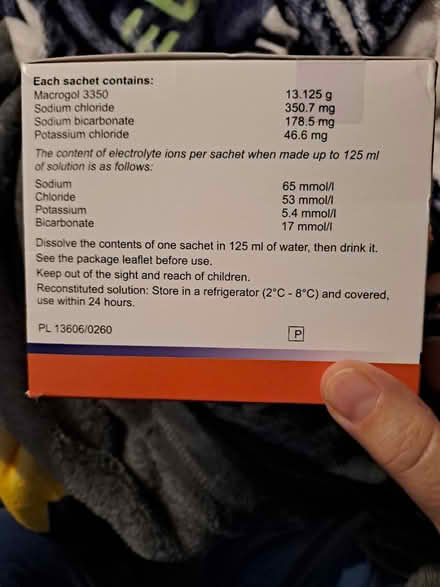 Each sachet contains:
Macrogol 3350 13.125 g
Sodium chloride 350.7 mg
Sodium bicarbonate 178.5 mg
Potassium chloride 46.6 mg
The content of electrolyte ions per sachet when made up to 125 ml
of solution is as follows:
Sodium 65 mmol/l
Chloride 53 mmol/l
Potassium 5.4 mmol/l
Bicarbonate 17 mmol/l
Dissolve the contents of one sachet in 125 ml of water, then drink it.
See the package leaflet before use.
Keep out of the sight and reach of children.
Reconstituted solution: Store in a refrigerator (2°C - 8°C) and covered,
use within 24 hours.
PL 13606/0260 P